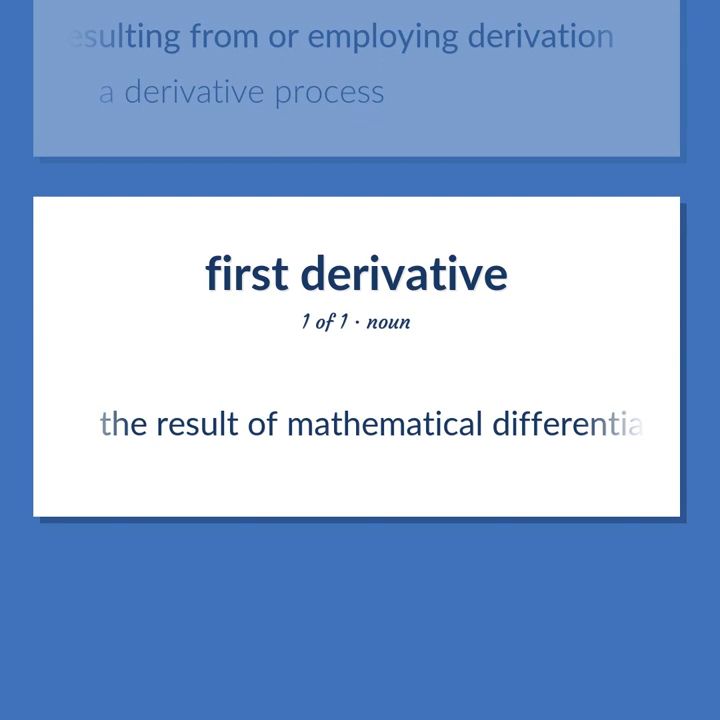 esulting from or employing derivation
a derivative process
first derivative
1 of 1 · noun
the result of mathematical differentia